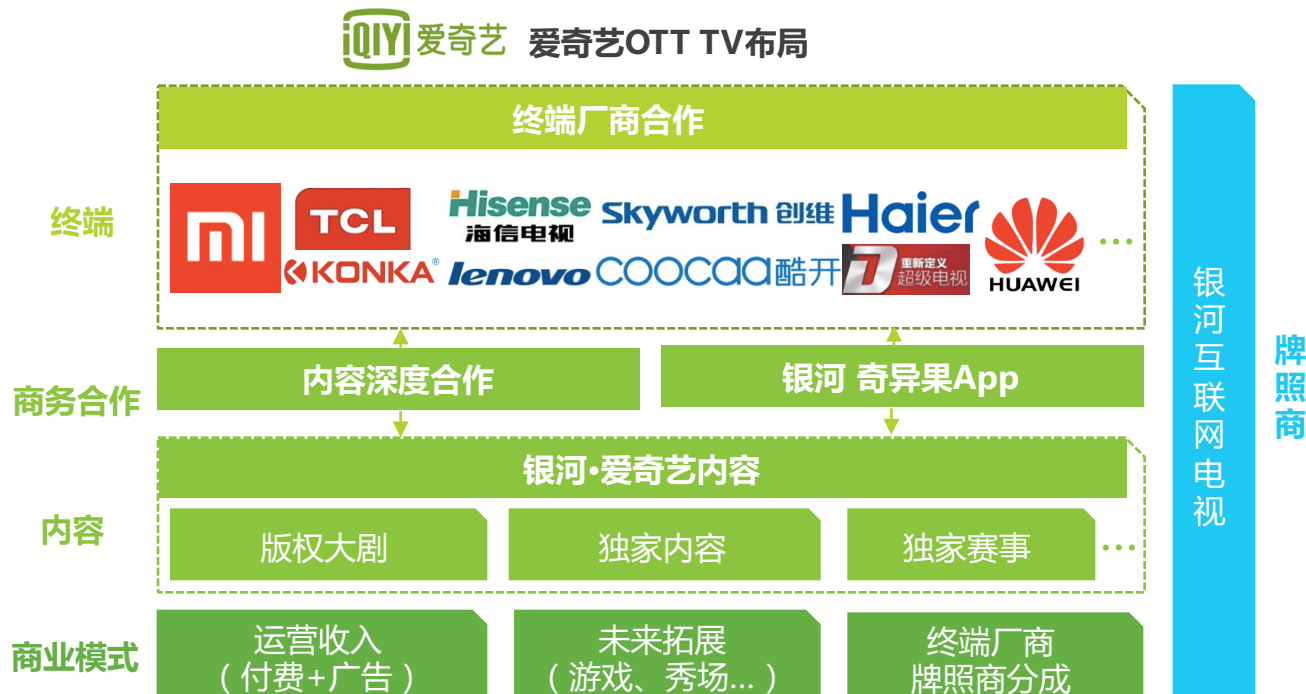 iQIYI 爱奇艺 爱奇艺OTT TV布局
终端厂商合作
终端
mi
TCL
Hisense
海信电视
Skyworth 创维
Haier
KONKA®
lenovo
coocaa酷开
重新定义
超级电视
HUAWEI
...
商务合作
内容深度合作
银河 奇异果App
内容
银河•爱奇艺内容
版权大剧
独家内容
独家赛事
...
商业模式
运营收入
（付费+广告）
未来拓展
（游戏、秀场...）
终端厂商
牌照商分成
银河互联网电视
牌照商